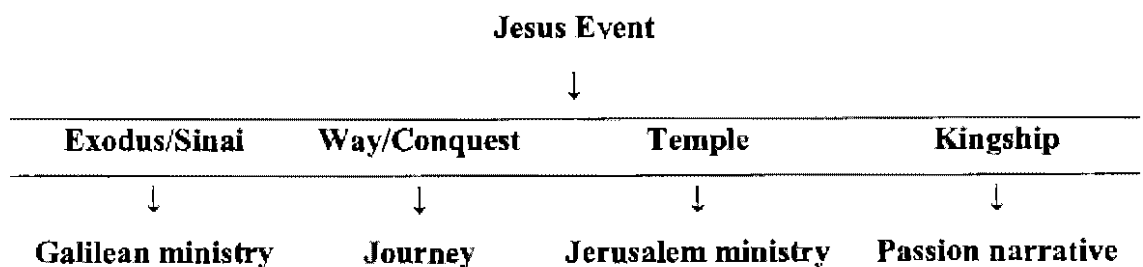 Jesus Event
↓
Exodus/Sinai Way/Conquest Temple Kingship
↓ ↓ ↓ ↓
Galilean ministry Journey Jerusalem ministry Passion narrative